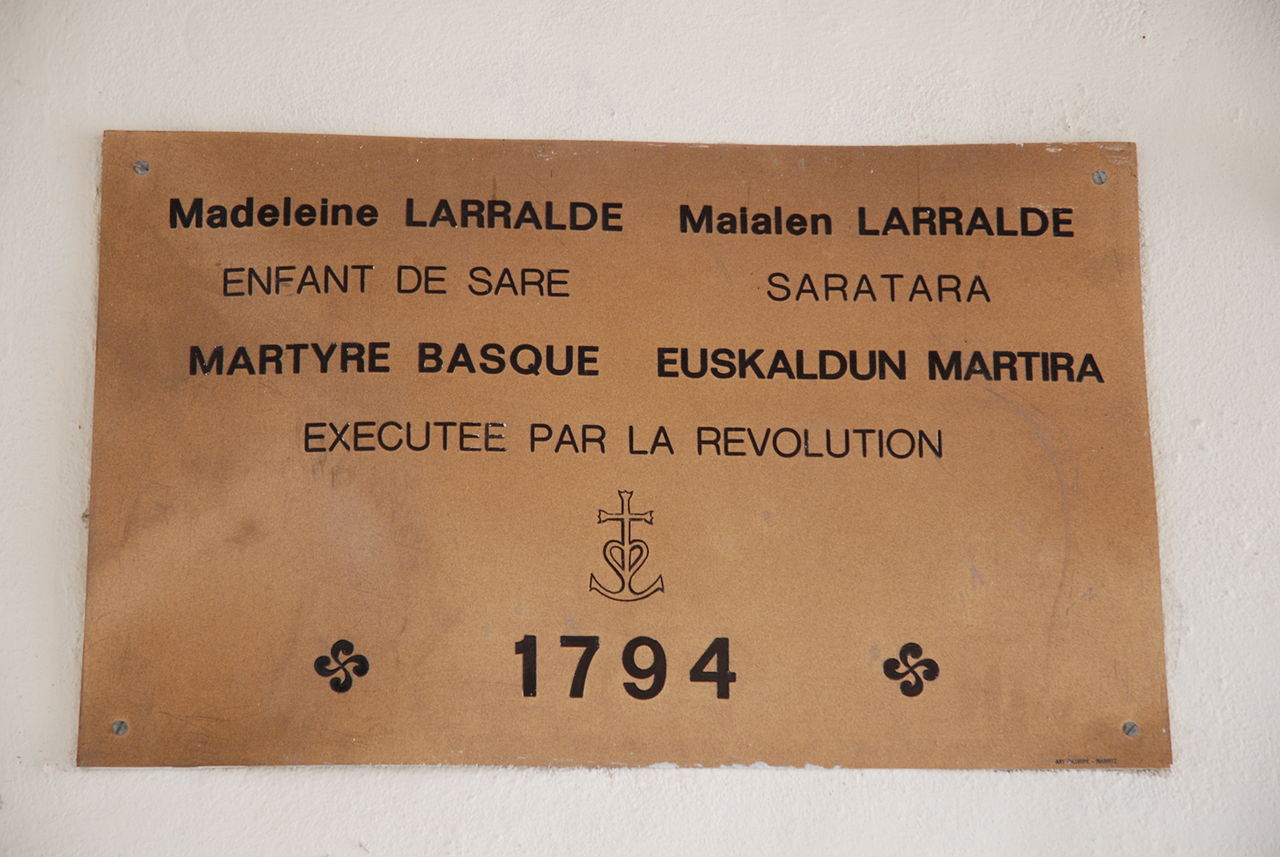 Madeleine LARRALDE Maialen LARRALDE
ENFANT DE SARE SARATARA
MARTYRE BASQUE EUSKALDUN MARTIRA
EXECUTEE PAR LA REVOLUTION
1794